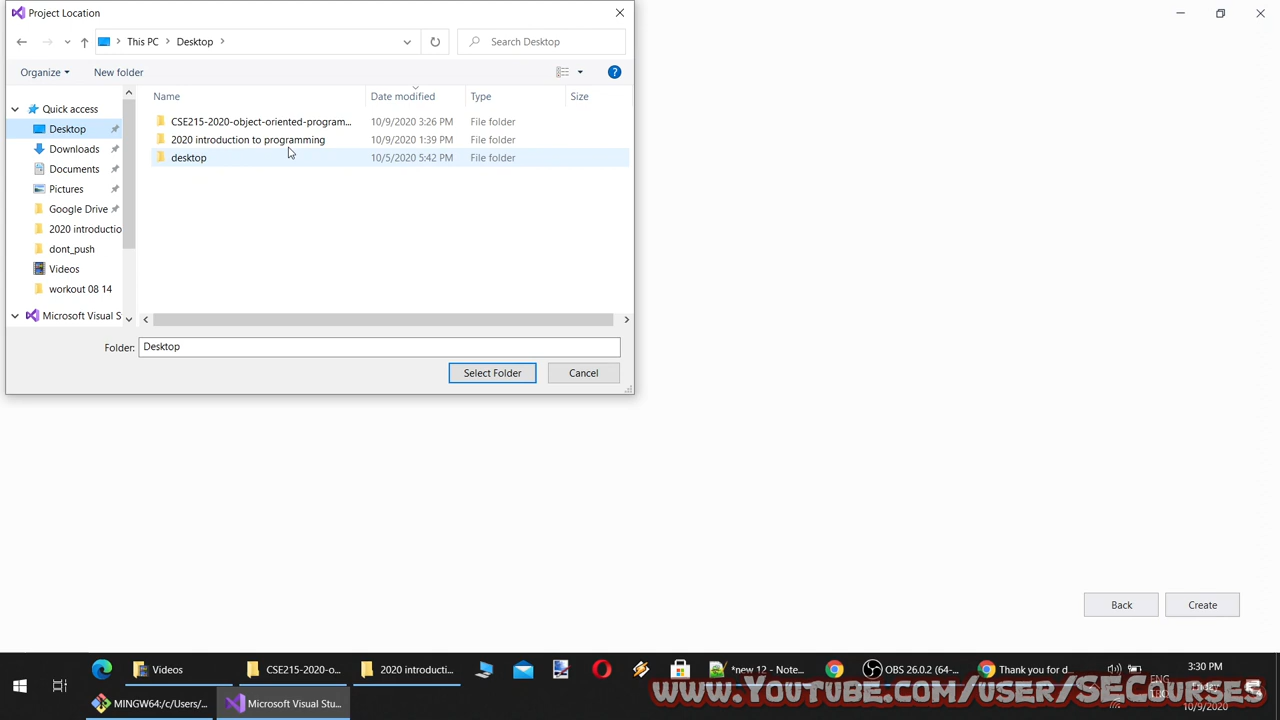 Project Location
This PC > Desktop >
Search Desktop
Organize
New folder
Name
Date modified
Type
Size
CSE215-2020-object-oriented-program...
10/9/2020 3:26 PM
File folder
2020 introduction to programming
10/9/2020 1:39 PM
File folder
desktop
10/5/2020 5:42 PM
File folder
Quick access
Desktop
Downloads
Documents
Pictures
Google Drive
2020 introductio
dont_push
Videos
workout 08 14
Microsoft Visual S
Folder:
Desktop
Select Folder
Cancel
Back
Create
Videos
CSE215-2020-o...
2020 introducti...
*new 12 - Note...
OBS 26.0.2 (64-...
Thank you for d...
ENG
3:30 PM
MINGW64:/c/Users/...
Microsoft Visual Stu...
10/9/2020
www.YouTube.com/user/SECourses